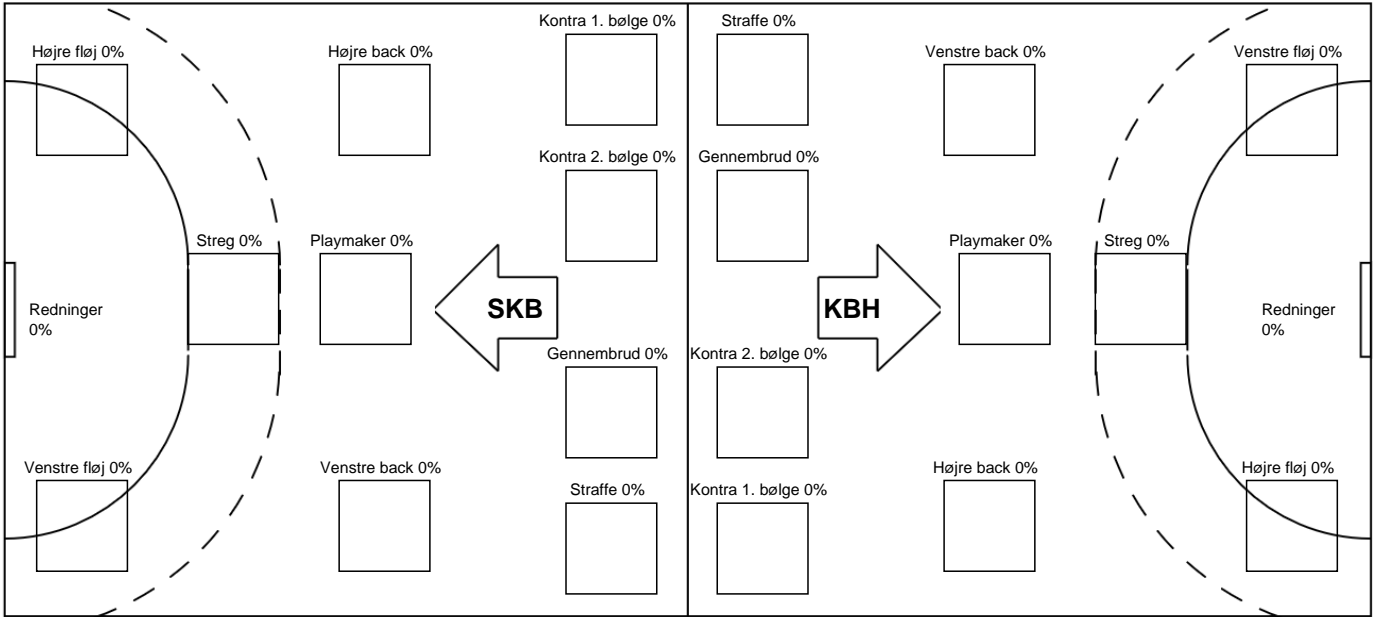 Kontra 1. bølge 0%
Straffe 0%
Højre fløj 0%
Højre back 0%
Venstre back 0%
Venstre fløj 0%
Kontra 2. bølge 0%
Gennembrud 0%
Streg 0%
Playmaker 0%
Playmaker 0%
Streg 0%
Redninger
0%
SKB
KBH
Redninger
0%
Gennembrud 0%
Kontra 2. bølge 0%
Venstre fløj 0%
Venstre back 0%
Højre back 0%
Højre fløj 0%
Straffe 0%
Kontra 1. bølge 0%